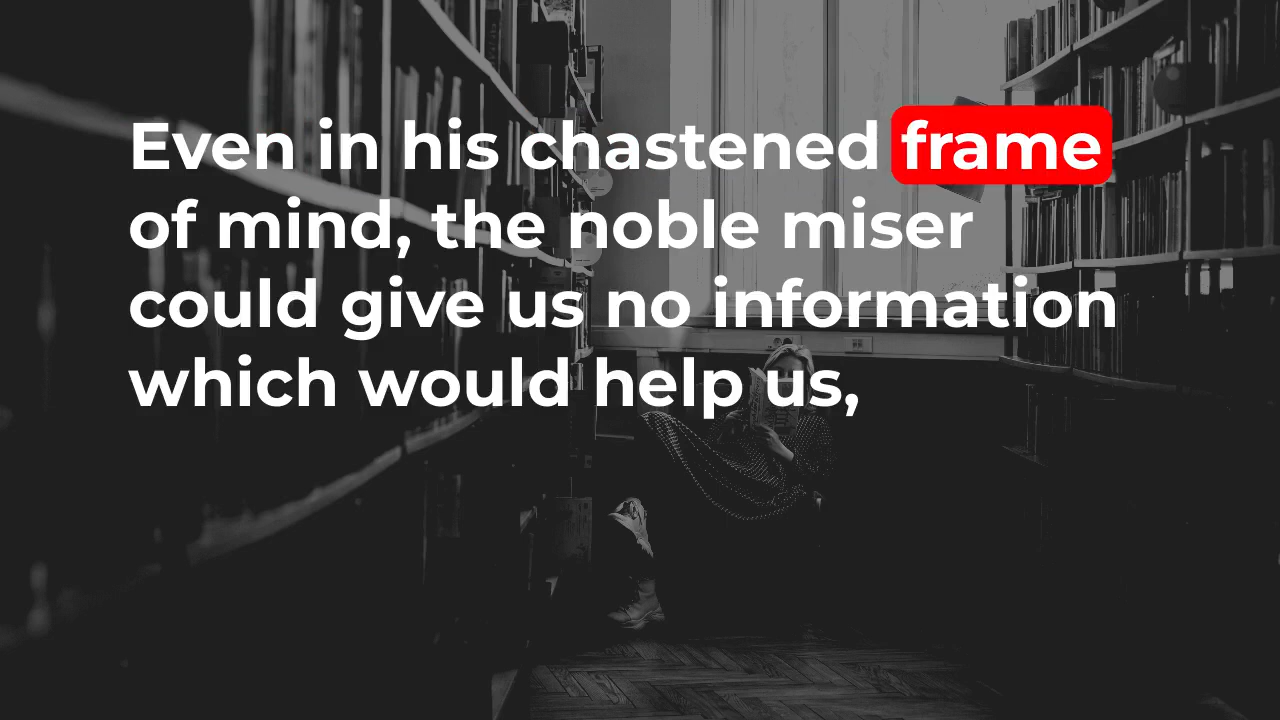 Even in his chastened frame
of mind, the noble miser
could give us no information
which would help us,